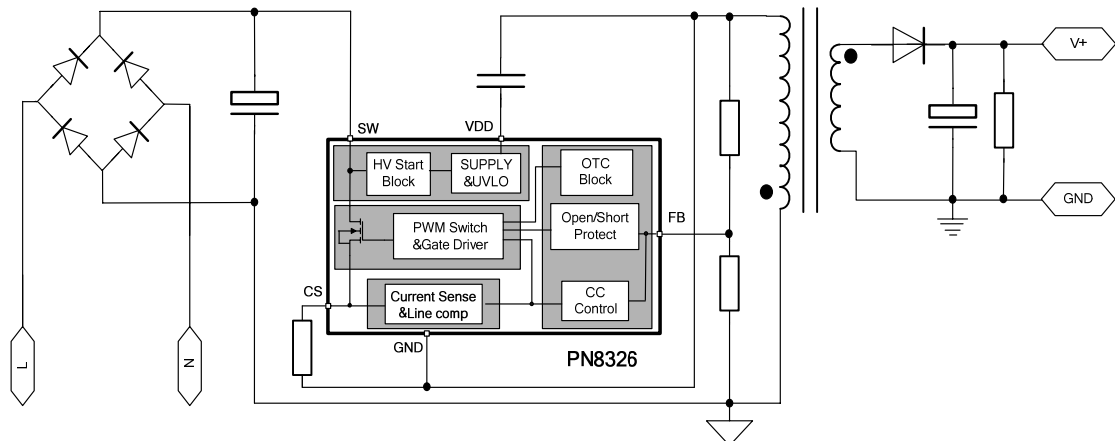 SW
VDD
HV Start
Block
SUPPLY
&UVLO
OTC
Block
PWM Switch
&Gate Driver
Open/Short
Protect
FB
CS
Current Sense
&Line comp
CC
Control
GND
PN8326
L
N
V+
GND